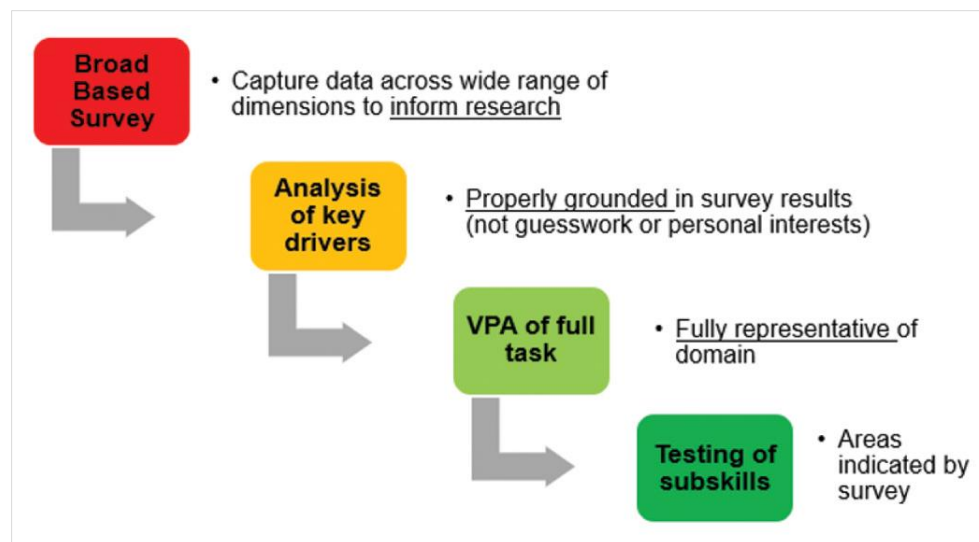 Broad
Based
Survey
• Capture data across wide range of
dimensions to inform research
Analysis
of key
drivers
• Properly grounded in survey results
(not guesswork or personal interests)
VPA of full
task
• Fully representative of
domain
Testing of
subskills
• Areas
indicated by
survey